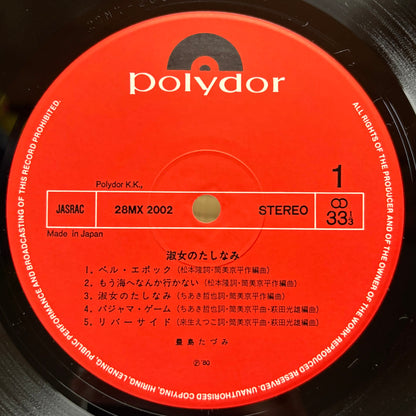 polydor
Polydor K.K.,
1
JASRAC
28MX 2002
STEREO
33 1/3
Made in Japan
淑女のたしなみ
1. ベル・エポック (松本隆詞・筒美京平作編曲)
2. もう海へなんか行かない (松本隆詞・筒美京平作・編曲)
3. 淑女のたしなみ (ちあき哲也詞・筒美京平作編曲)
4. パジャマ・ゲーム (ちあき哲也詞・筒美京平曲・萩田光雄編曲)
5. リバーサイド (来生えつこ詞・筒美京平曲・萩田光雄編曲)
豊島たづみ
Ⓟ'80
ALL RIGHTS OF THE PRODUCER AND OF THE OWNER OF THE WORK REPRODUCED RESERVED. UNAUTHORISED COPYING, HIRING, LENDING, PUBLIC PERFORMANCE AND BROADCASTING OF THIS RECORD PROHIBITED.